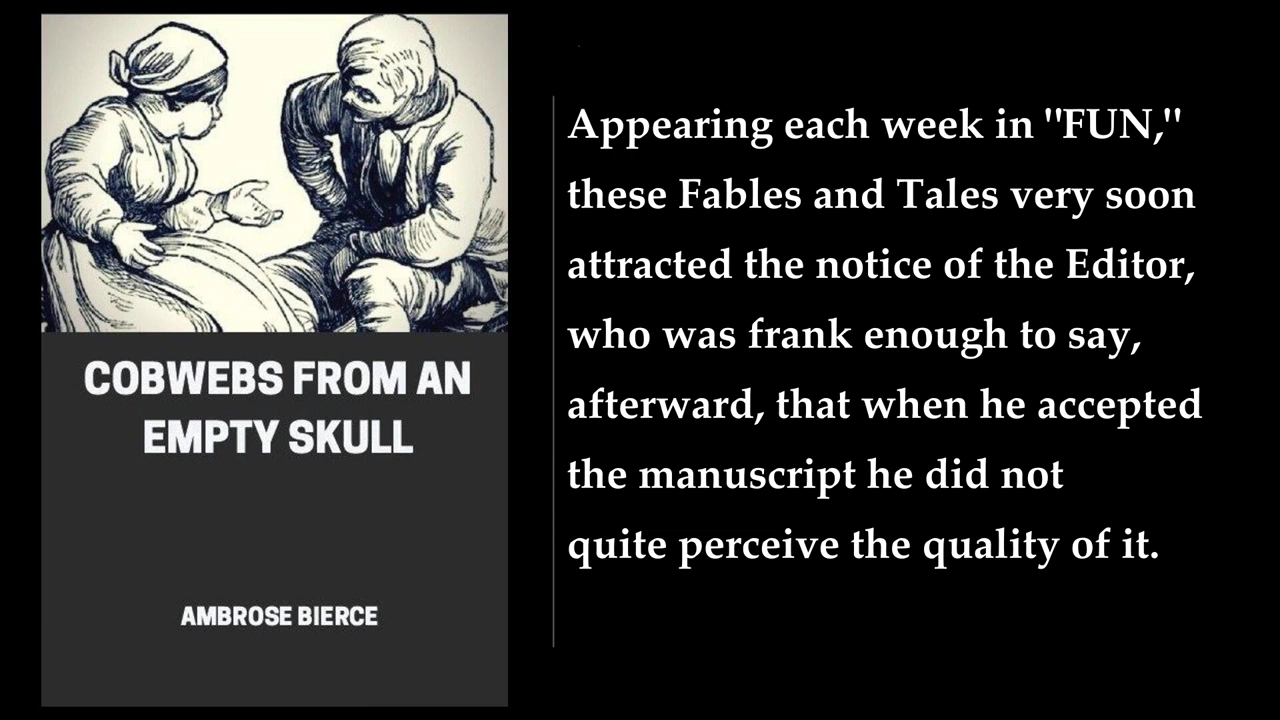 COBWEBS FROM AN
EMPTY SKULL
AMBROSE BIERCE
Appearing each week in "FUN,"
these Fables and Tales very soon
attracted the notice of the Editor,
who was frank enough to say,
afterward, that when he accepted
the manuscript he did not
quite perceive the quality of it.